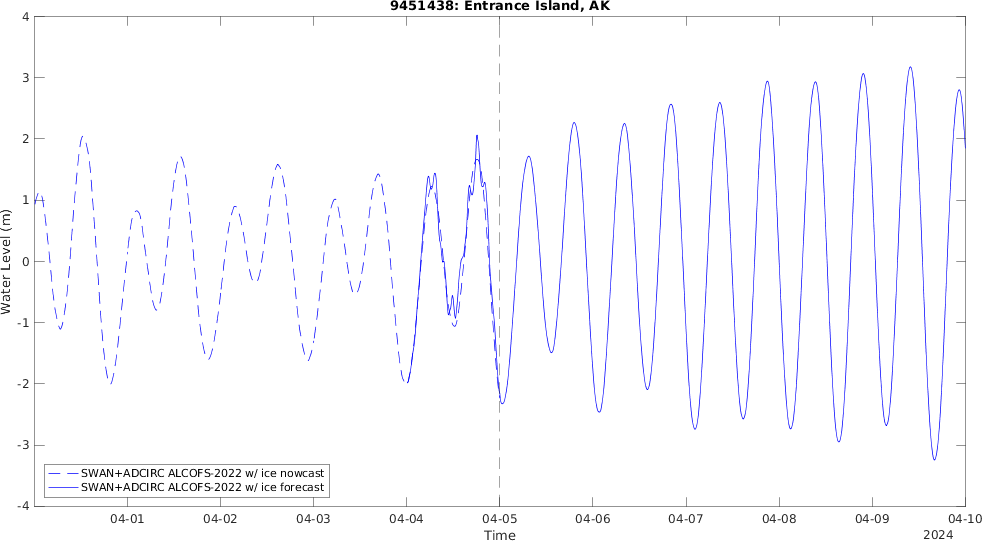 9451438: Entrance Island, AK
4
3
2
1
0
-1
-2
-3
-4
Water Level (m)
SWAN+ADCIRC ALCOFS-2022 w/ ice nowcast
SWAN+ADCIRC ALCOFS-2022 w/ ice forecast
04-01 04-02 04-03 04-04 04-05 04-06 04-07 04-08 04-09 04-10
Time
2024